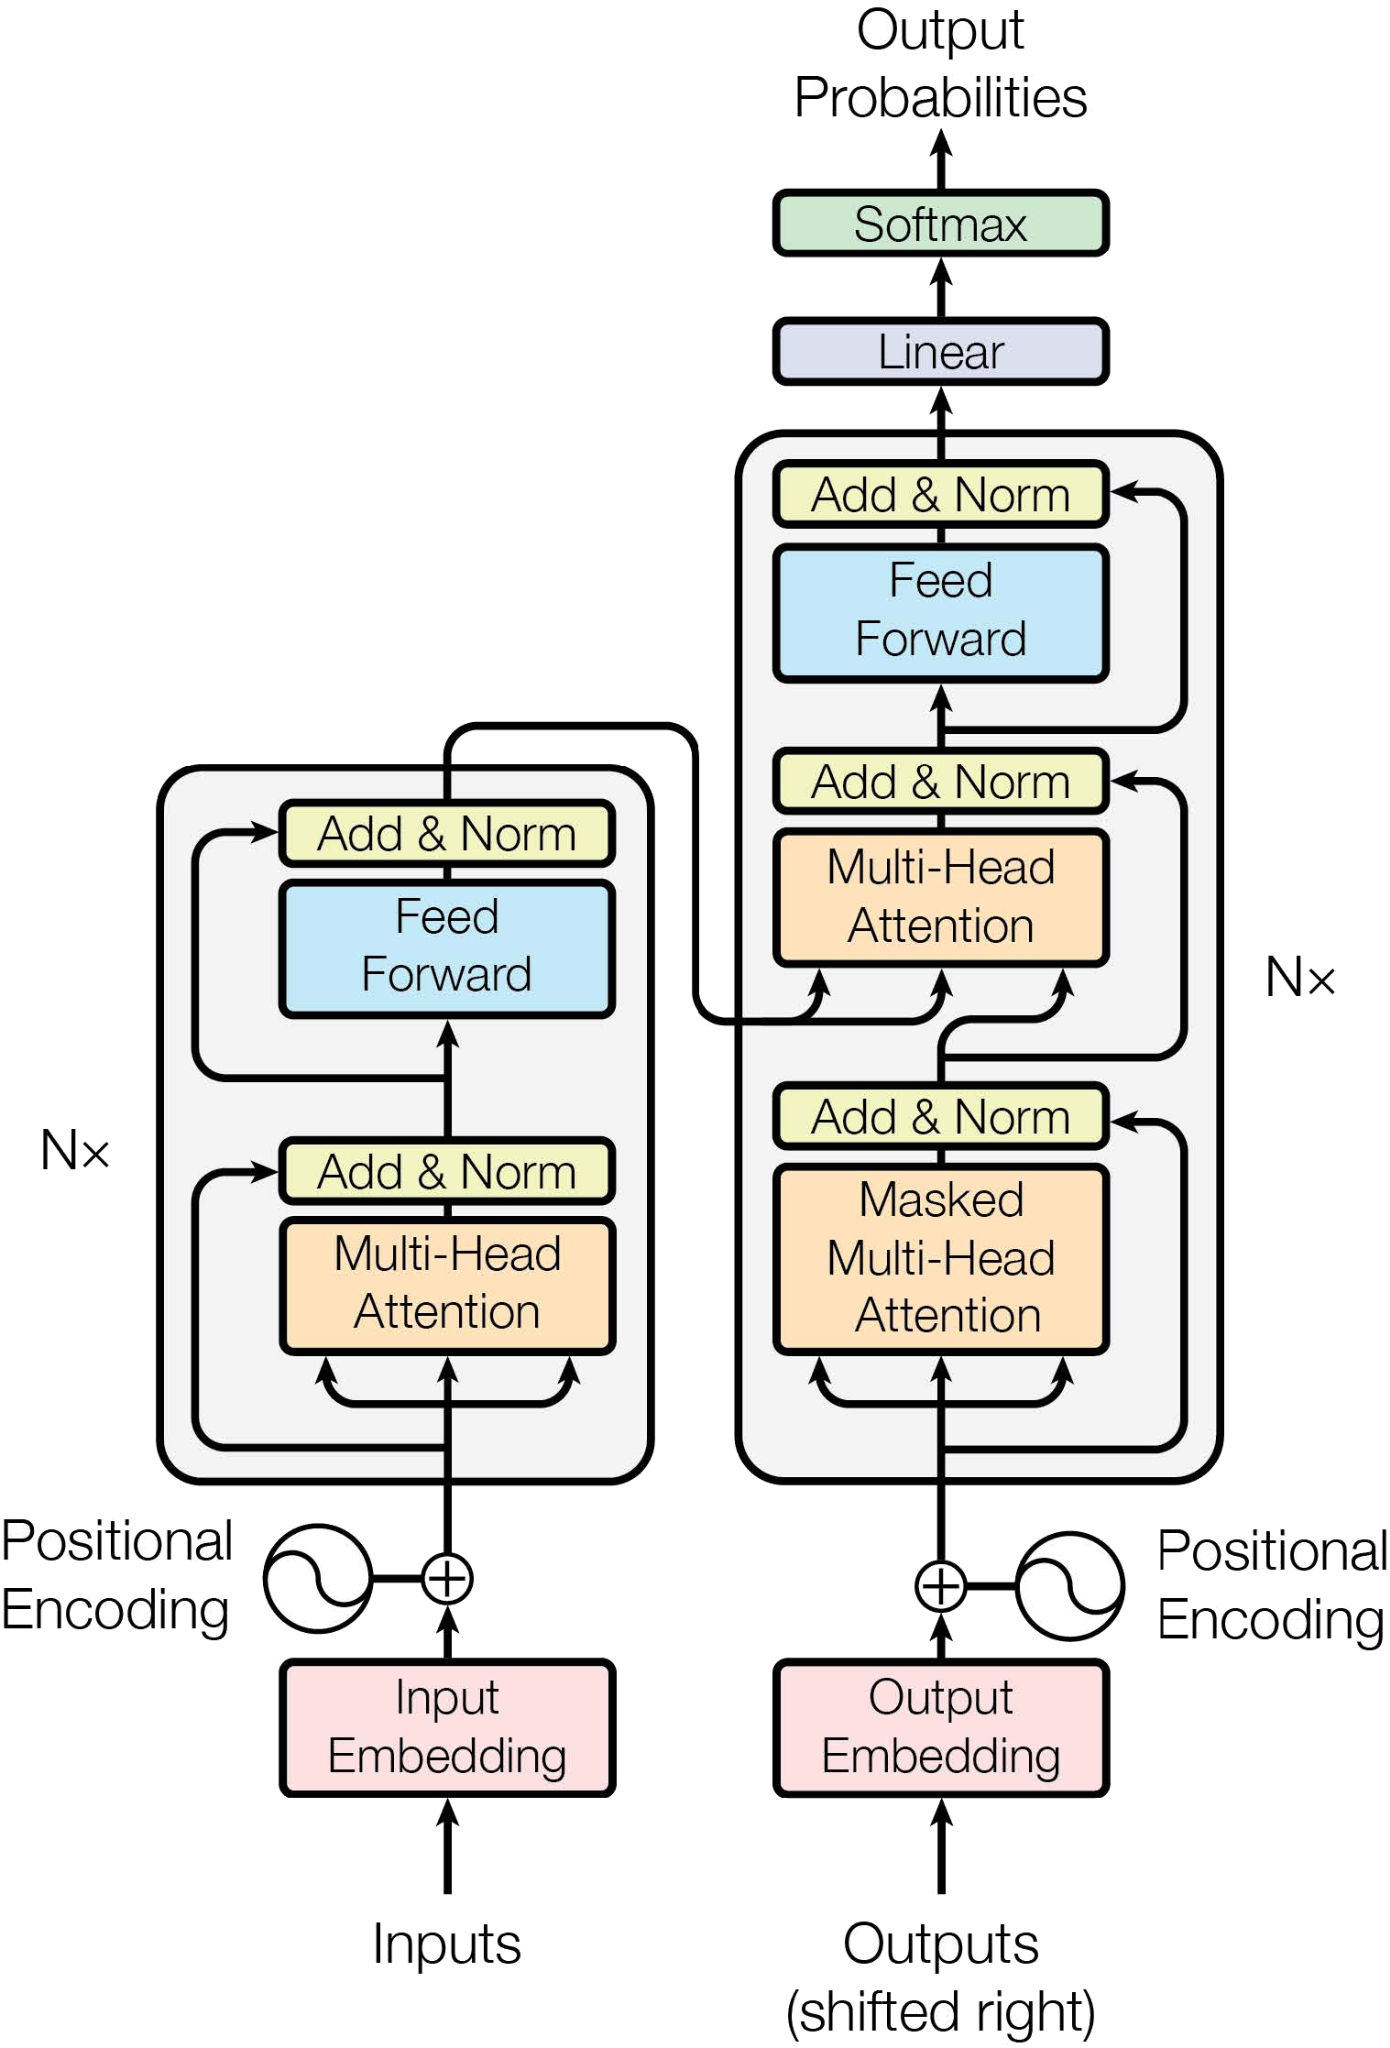 Output
Probabilities
Softmax
Linear
Add & Norm
Feed
Forward
Add & Norm
Multi-Head
Attention
Add & Norm
Masked
Multi-Head
Attention
Nx
Add & Norm
Feed
Forward
Add & Norm
Multi-Head
Attention
Nx
Positional
Encoding
Positional
Encoding
Input
Embedding
Output
Embedding
Inputs
Outputs
(shifted right)